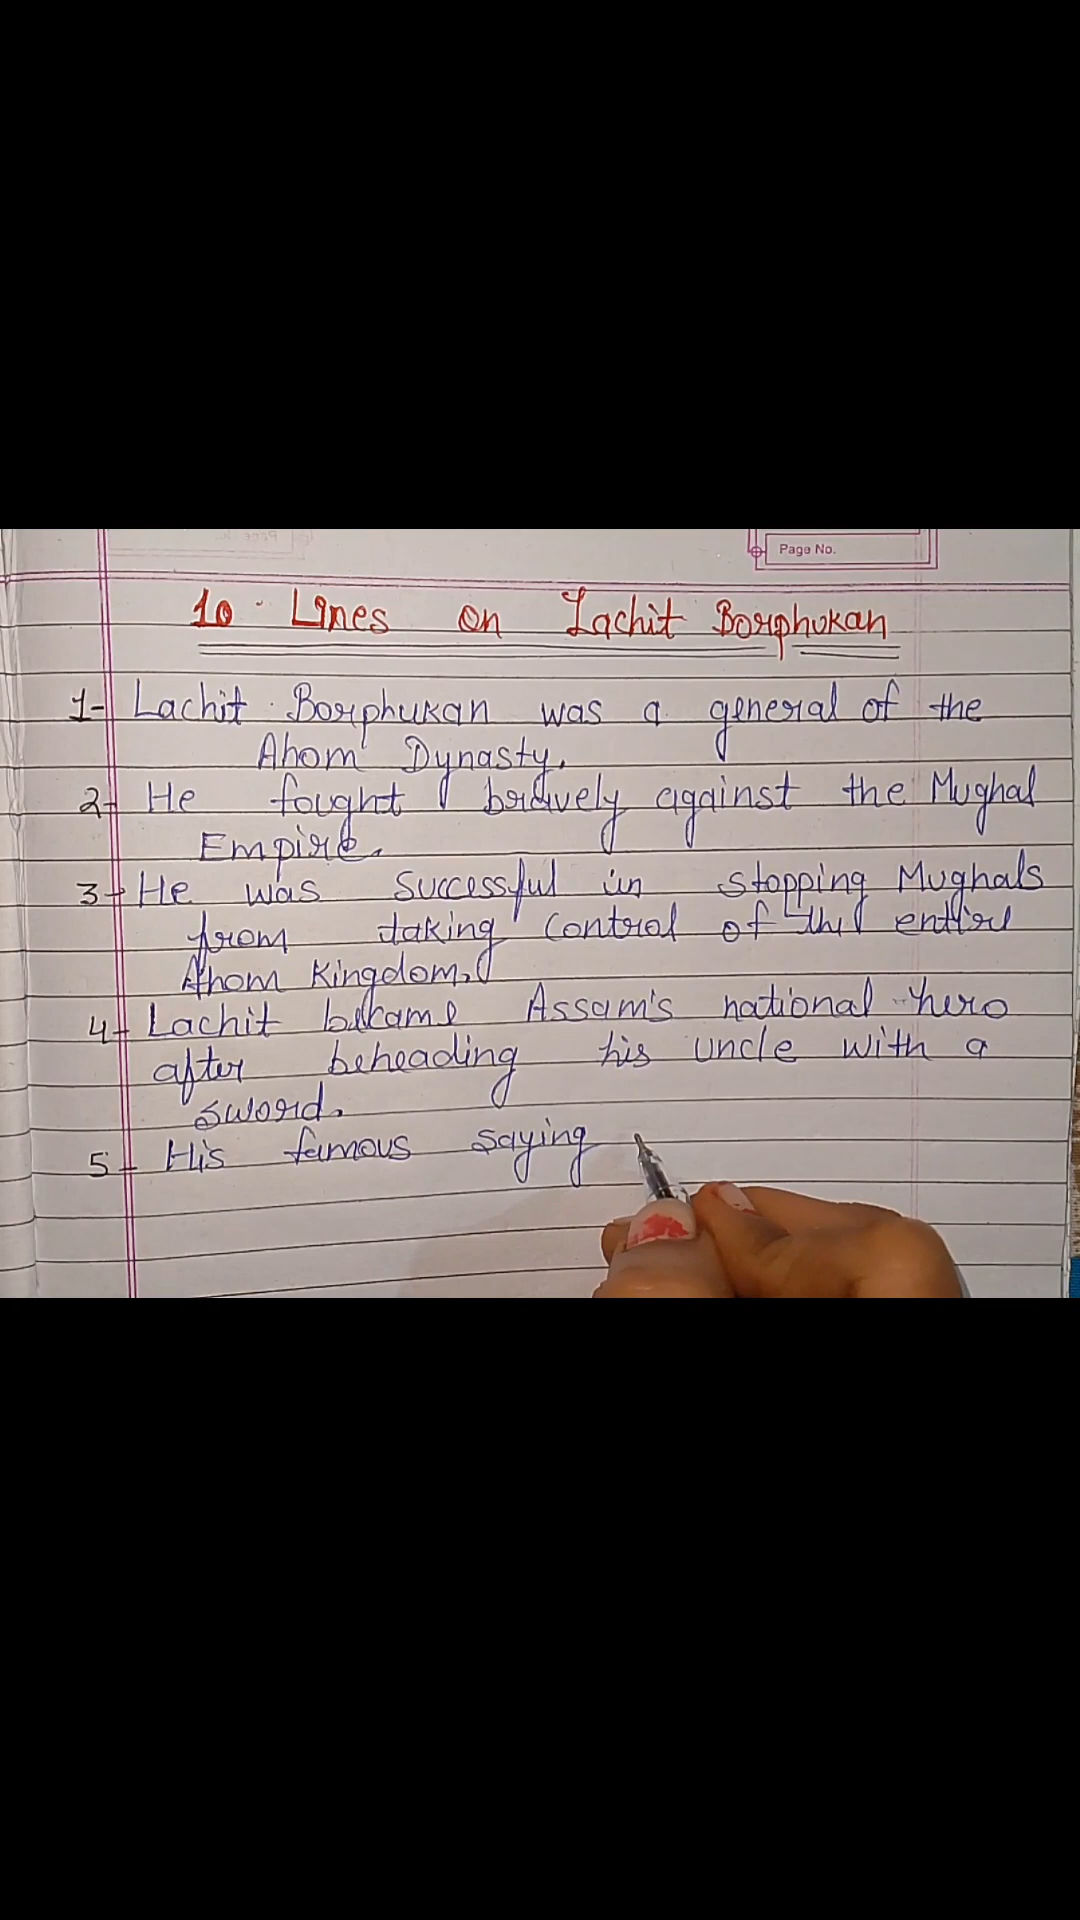 Page No.
10 Lines on Lachit Borphukan
1- Lachit Borphukan was a general of the
Ahom Dynasty.
2- He fought bravely against the Mughal
Empire.
3- He was successful in stopping Mughals
from taking control of the entire
Ahom Kingdom.
4- Lachit became Assam's national hero
after beheading his uncle with a
sword.
5- His famous saying